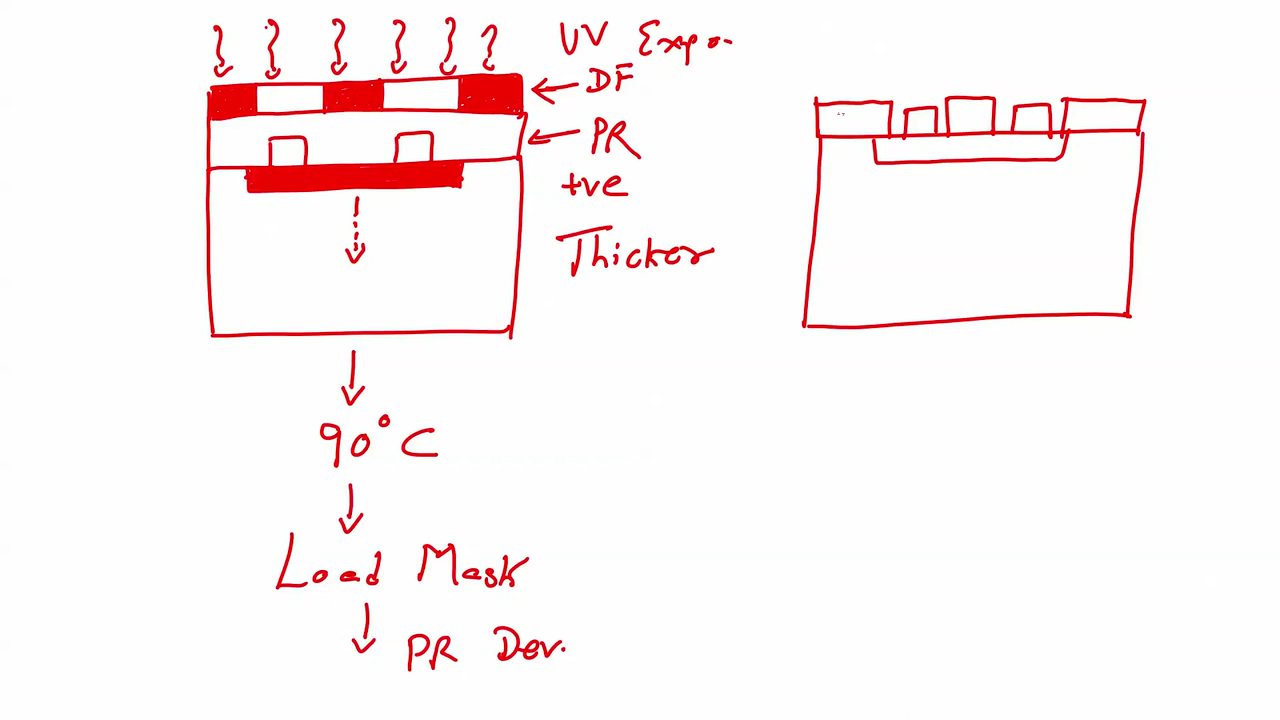 UV Expo.
DF
PR
+ve
Thicker
90°C
Load Mask
PR Dev.